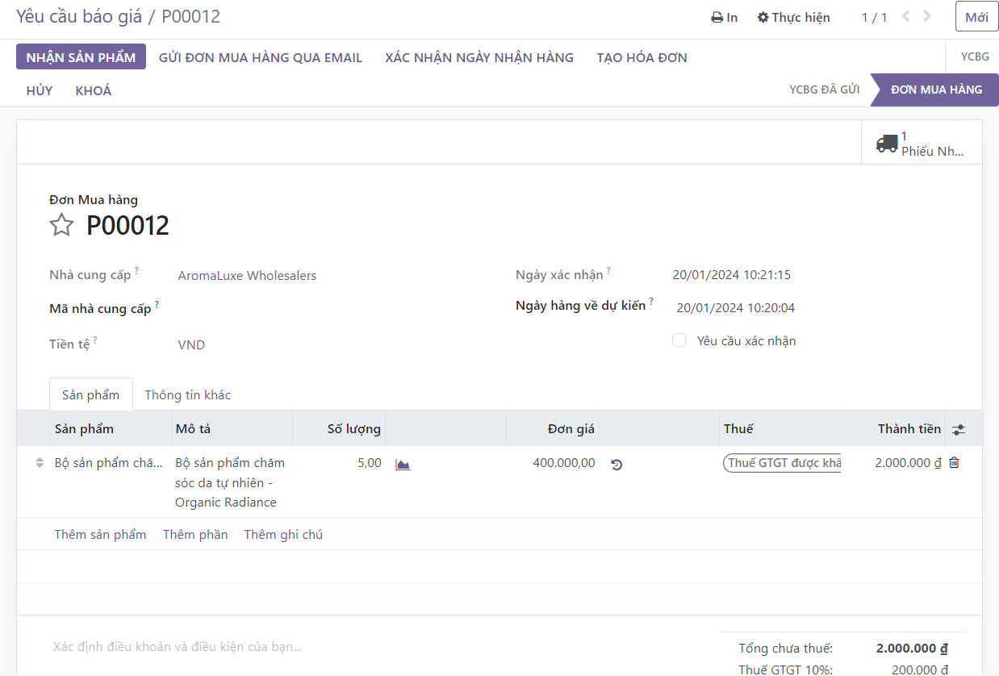 Yêu cầu báo giá / P00012
In
Thực hiện
1 / 1
Mới
NHẬN SẢN PHẨM
GỬI ĐƠN MUA HÀNG QUA EMAIL
XÁC NHẬN NGÀY NHẬN HÀNG
TẠO HÓA ĐƠN
YCBG
HỦY
KHOÁ
YCBG ĐÃ GỬI
ĐƠN MUA HÀNG
1
Phiếu Nh...
Đơn Mua hàng
P00012
Nhà cung cấp ?
AromaLuxe Wholesalers
Ngày xác nhận ?
20/01/2024 10:21:15
Mã nhà cung cấp ?
Ngày hàng về dự kiến ?
20/01/2024 10:20:04
Tiền tệ ?
VND
Yêu cầu xác nhận
Sản phẩm
Thông tin khác
Sản phẩm
Mô tả
Số lượng
Đơn giá
Thuế
Thành tiền
Bộ sản phẩm chă...
Bộ sản phẩm chăm
sóc da tự nhiên -
Organic Radiance
5,00
400.000,00
Thuế GTGT được khấ
2.000.000 ₫
Thêm sản phẩm
Thêm phần
Thêm ghi chú
Xác định điều khoản và điều kiện của bạn...
Tổng chưa thuế:
2.000.000 ₫
Thuế GTGT 10%:
200.000 ₫